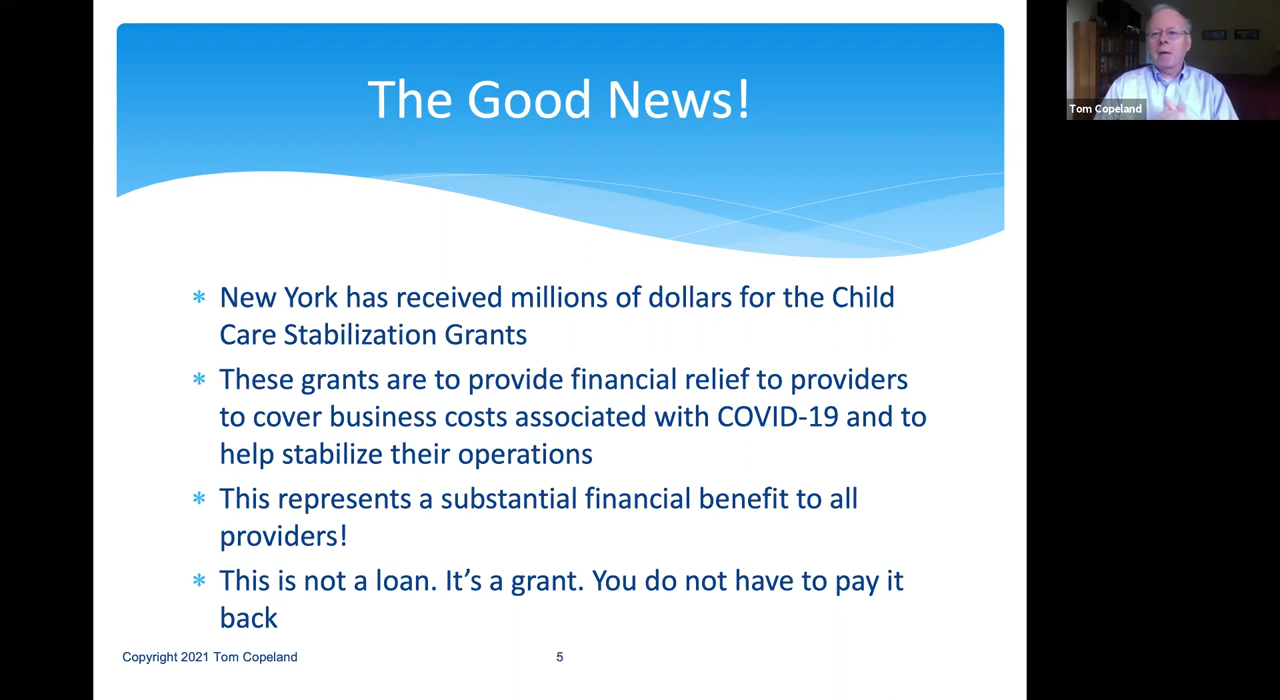 The Good News!
Tom Copeland
* New York has received millions of dollars for the Child
Care Stabilization Grants
* These grants are to provide financial relief to providers
to cover business costs associated with COVID-19 and to
help stabilize their operations
* This represents a substantial financial benefit to all
providers!
* This is not a loan. It’s a grant. You do not have to pay it
back
Copyright 2021 Tom Copeland
5